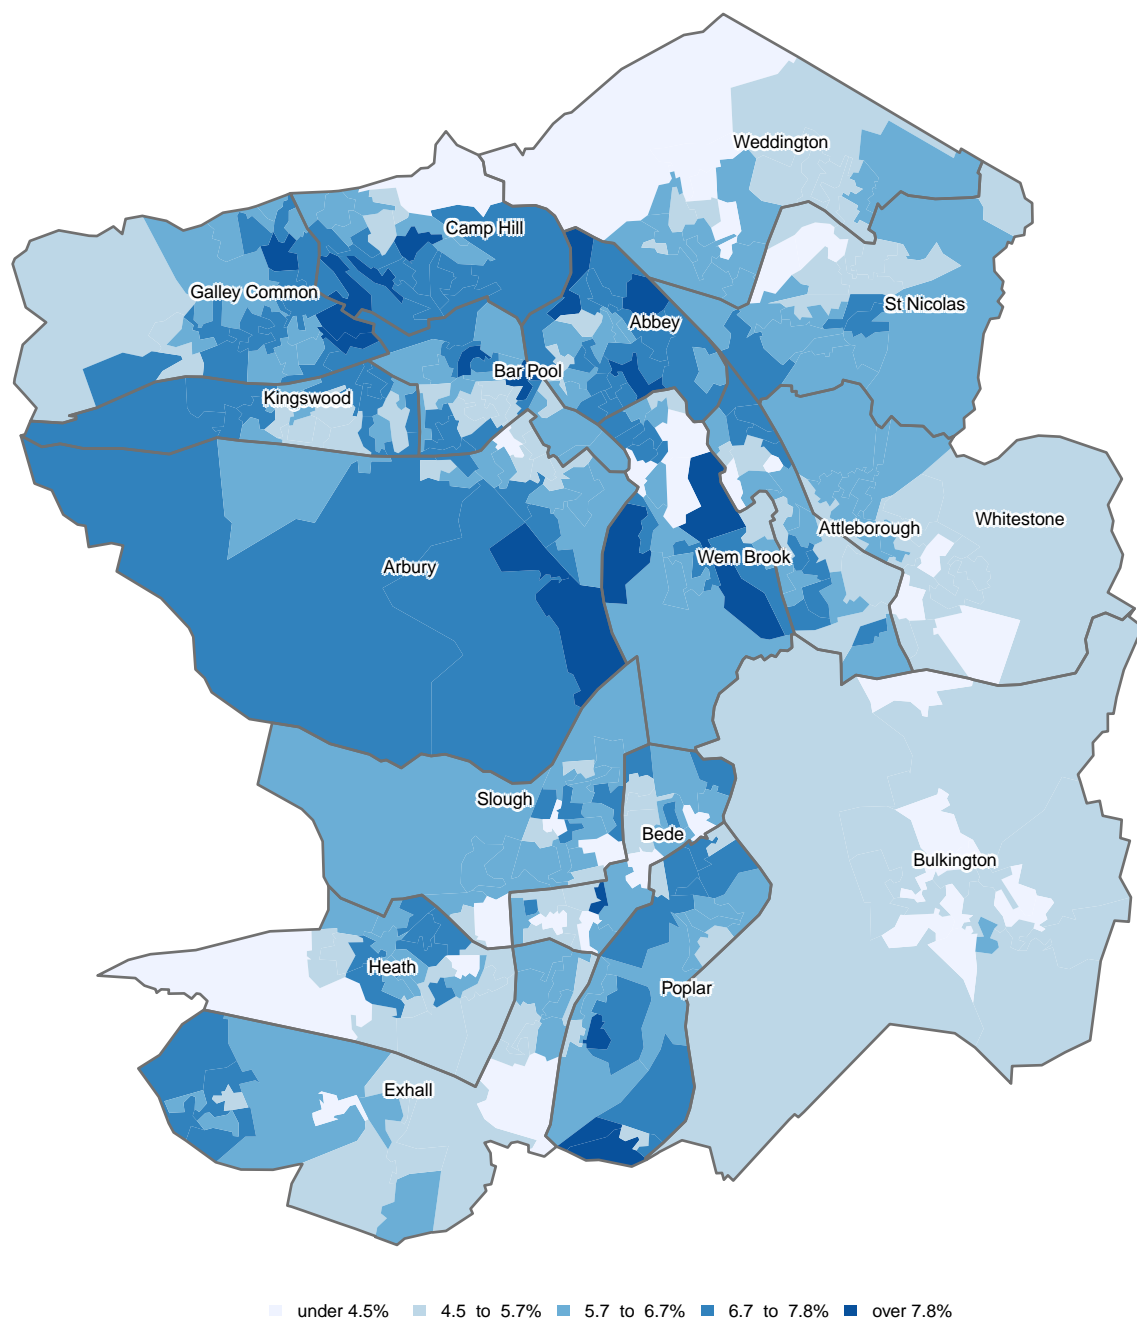 Weddington
Camp Hill
Galley Common
St Nicolas
Abbey
Bar Pool
Kingswood
Whitestone
Attleborough
Wem Brook
Arbury
Slough
Bede
Bulkington
Heath
Poplar
Exhall
under 4.5% 4.5 to 5.7% 5.7 to 6.7% 6.7 to 7.8% over 7.8%